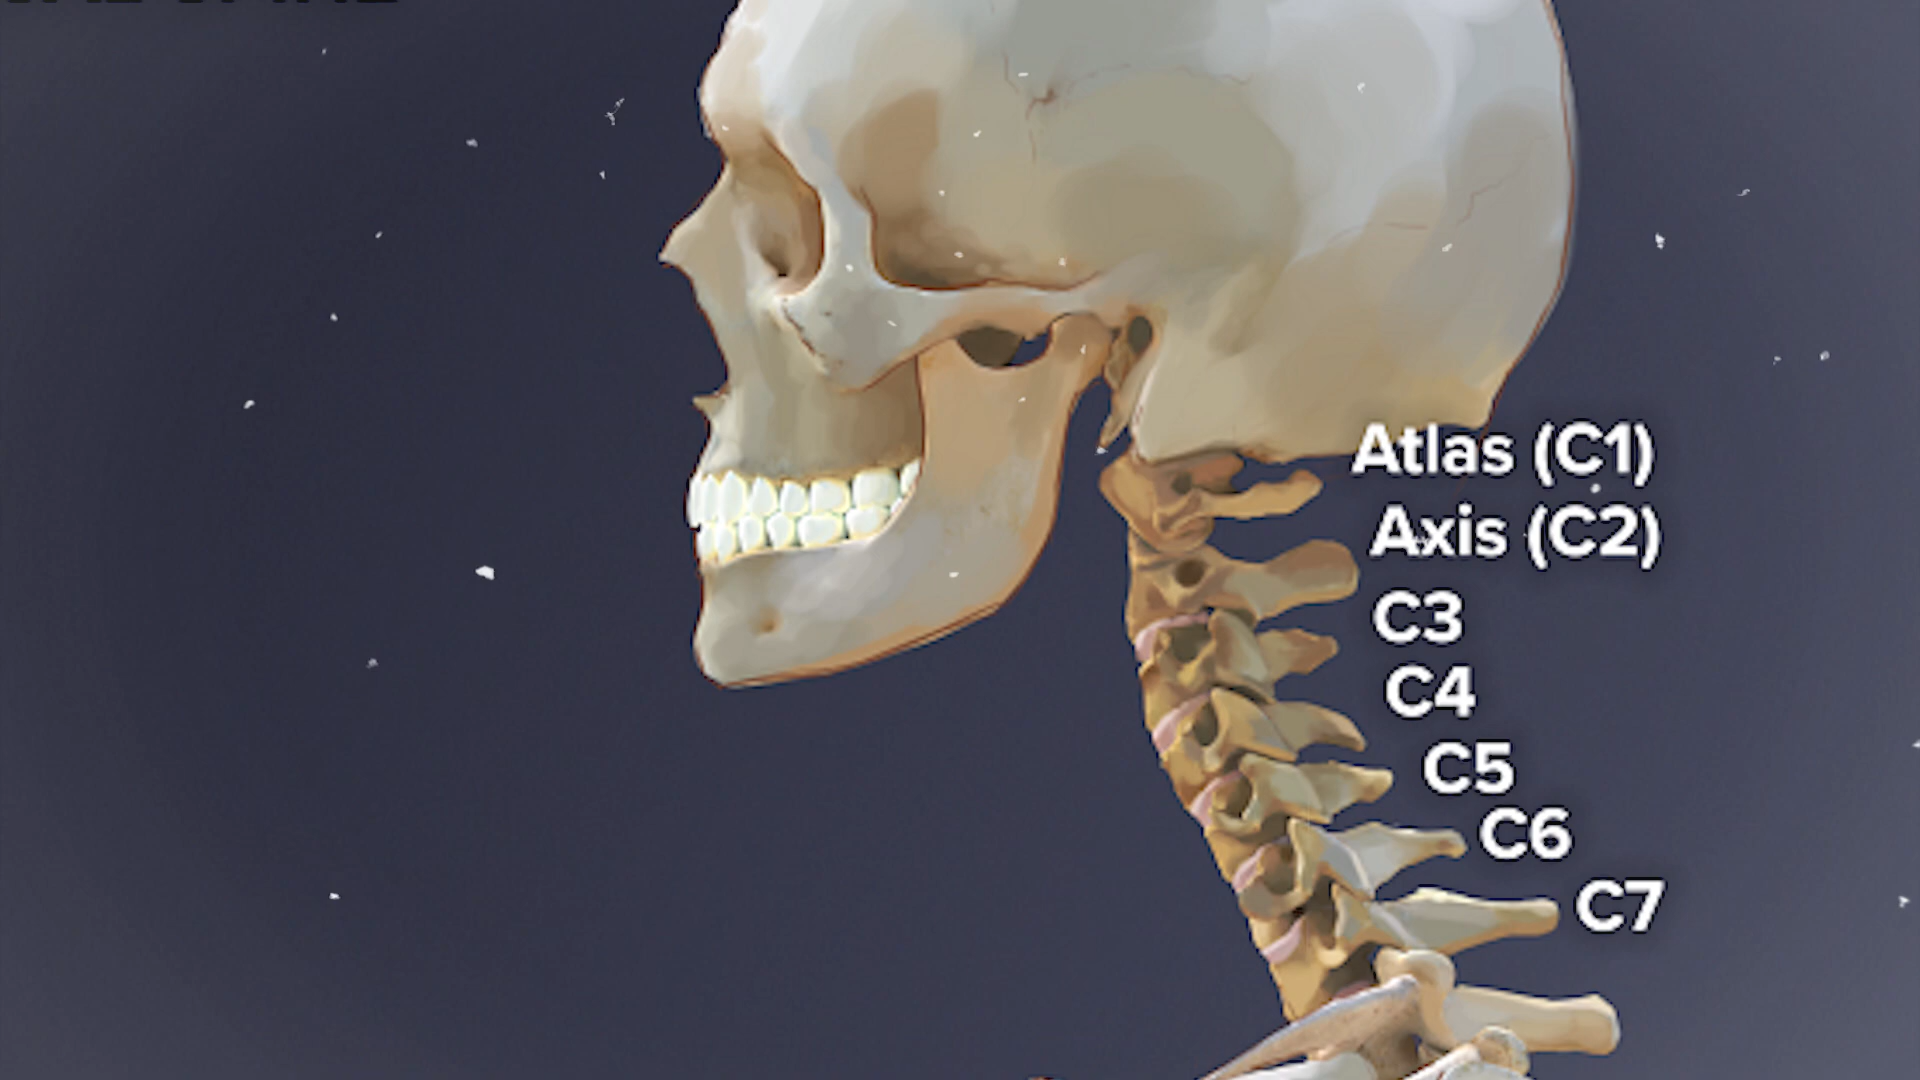 Atlas (C1)
Axis (C2)
C3
C4
C5
C6
C7